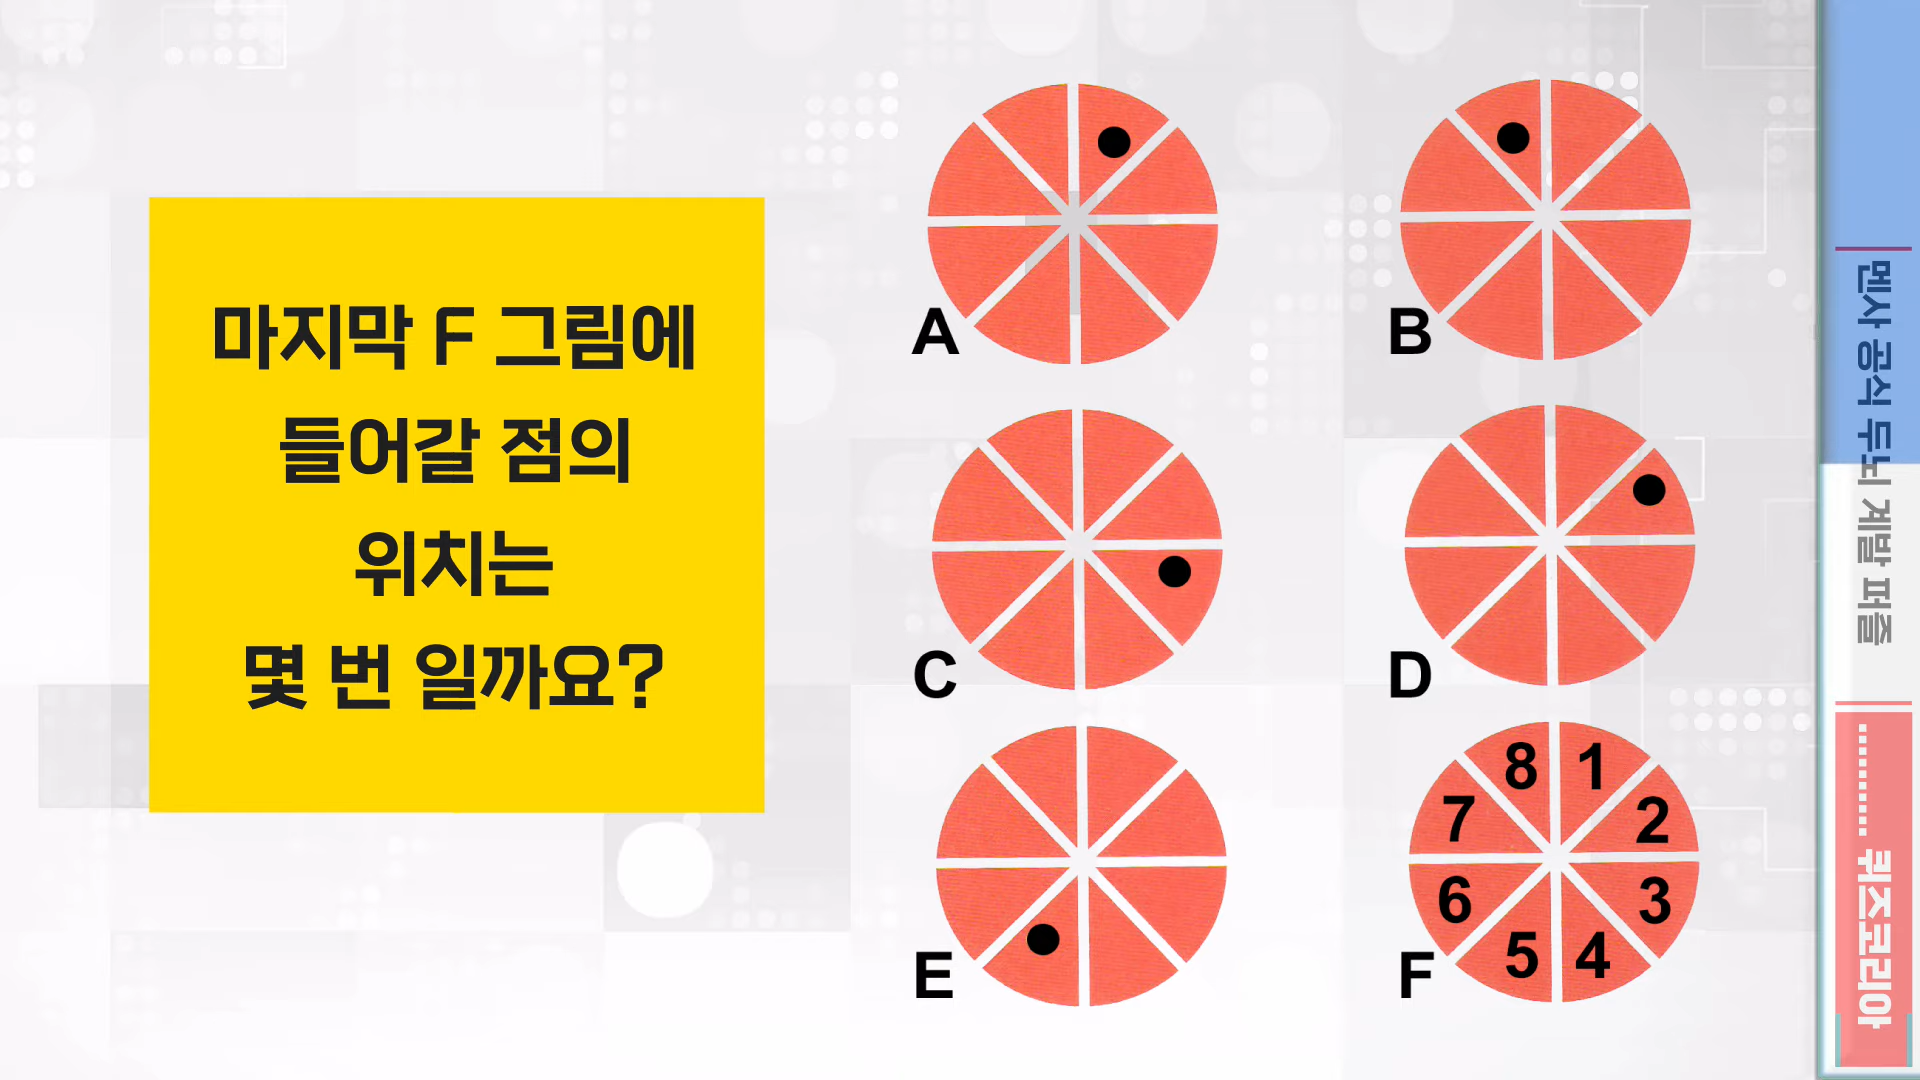 마지막 F 그림에
들어갈 점의
위치는
몇 번 일까요?
A
B
C
D
E
F
8 1
7 2
6 3
5 4
멘사 공식 두뇌 계발 퍼즐
퀴즈코리아